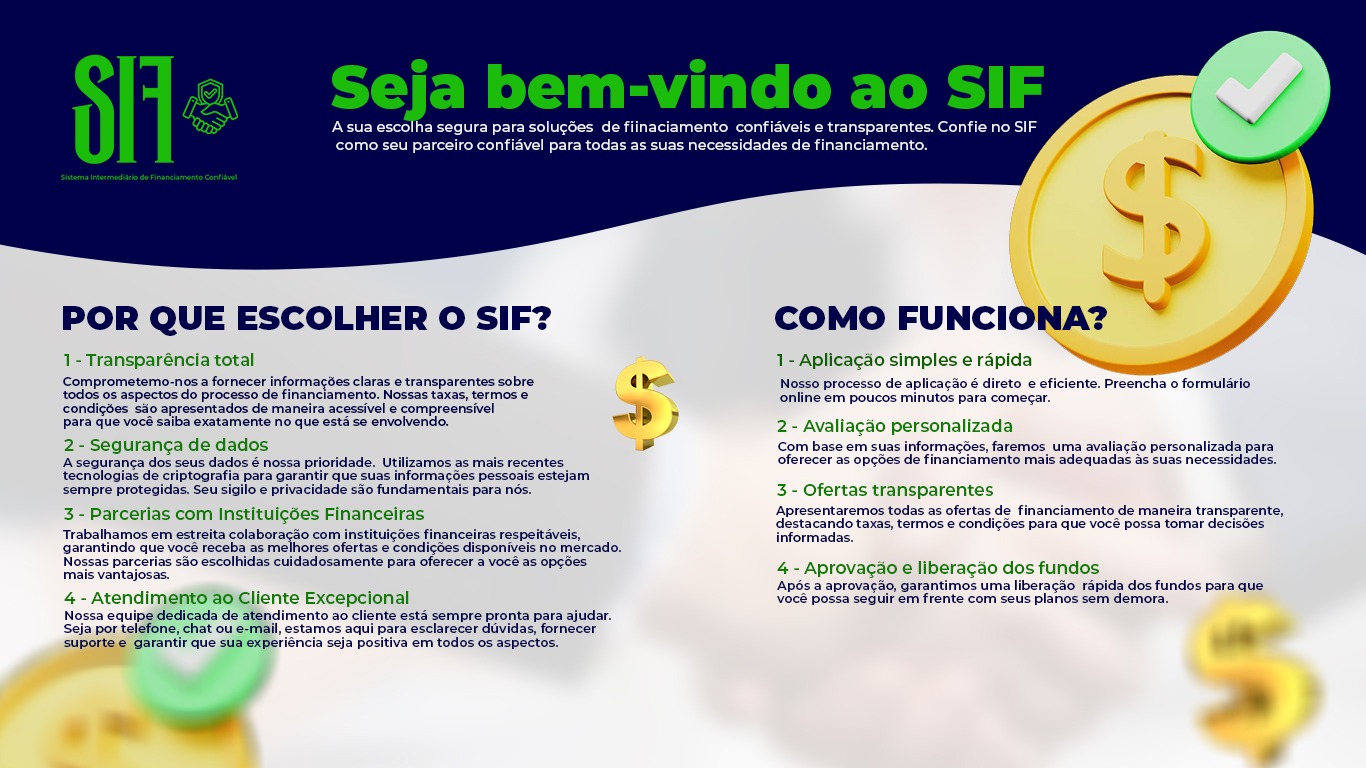 SIF
Sistema Intermediário de Financiamento Confiável
Seja bem-vindo ao SIF
A sua escolha segura para soluções de fiinaciamento confiáveis e transparentes. Confie no SIF
como seu parceiro confiável para todas as suas necessidades de financiamento.
POR QUE ESCOLHER O SIF?
1 - Transparência total
Comprometemo-nos a fornecer informações claras e transparentes sobre
todos os aspectos do processo de financiamento. Nossas taxas, termos e
condições são apresentados de maneira acessível e compreensível
para que você saiba exatamente no que está se envolvendo.
2 - Segurança de dados
A segurança dos seus dados é nossa prioridade. Utilizamos as mais recentes
tecnologias de criptografia para garantir que suas informações pessoais estejam
sempre protegidas. Seu sigilo e privacidade são fundamentais para nós.
3 - Parcerias com Instituições Financeiras
Trabalhamos em estreita colaboração com instituições financeiras respeitáveis,
garantindo que você receba as melhores ofertas e condições disponíveis no mercado.
Nossas parcerias são escolhidas cuidadosamente para oferecer a você as opções
mais vantajosas.
4 - Atendimento ao Cliente Excepcional
Nossa equipe dedicada de atendimento ao cliente está sempre pronta para ajudar.
Seja por telefone, chat ou e-mail, estamos aqui para esclarecer dúvidas, fornecer
suporte e garantir que sua experiência seja positiva em todos os aspectos.
COMO FUNCIONA?
1 - Aplicação simples e rápida
Nosso processo de aplicação é direto e eficiente. Preencha o formulário
online em poucos minutos para começar.
2 - Avaliação personalizada
Com base em suas informações, faremos uma avaliação personalizada para
oferecer as opções de financiamento mais adequadas às suas necessidades.
3 - Ofertas transparentes
Apresentaremos todas as ofertas de financiamento de maneira transparente,
destacando taxas, termos e condições para que você possa tomar decisões
informadas.
4 - Aprovação e liberação dos fundos
Após a aprovação, garantimos uma liberação rápida dos fundos para que
você possa seguir em frente com seus planos sem demora.